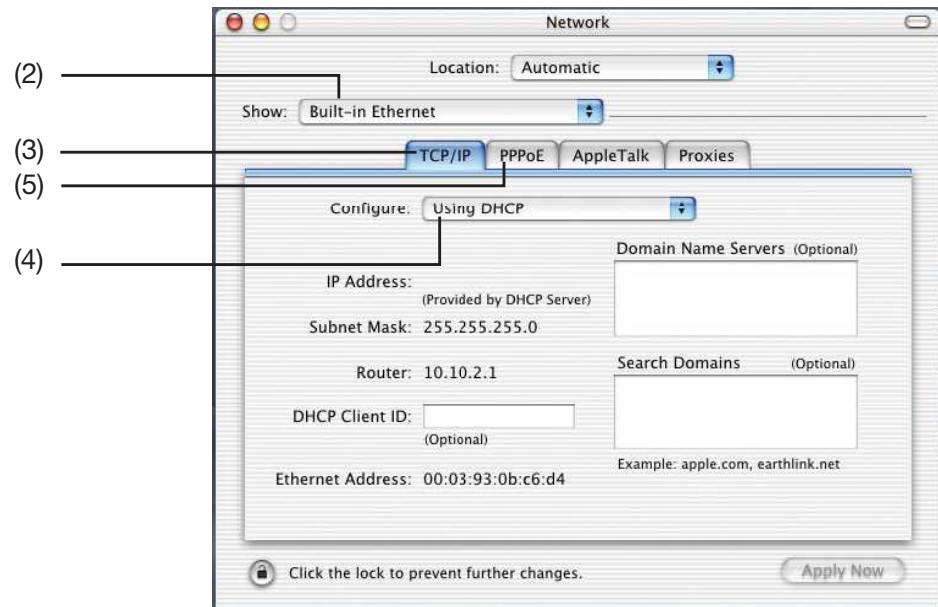 Network
Location: Automatic
(2)
Show: Built-in Ethernet
(3)
TCP/IP PPPoE AppleTalk Proxies
(5)
Configure: Using DHCP
(4)
Domain Name Servers (Optional)
IP Address:
(Provided by DHCP Server)
Subnet Mask: 255.255.255.0
Search Domains (Optional)
Router: 10.10.2.1
DHCP Client ID:
(Optional)
Example: apple.com, earthlink.net
Ethernet Address: 00:03:93:0b:c6:d4
Click the lock to prevent further changes.
Apply Now